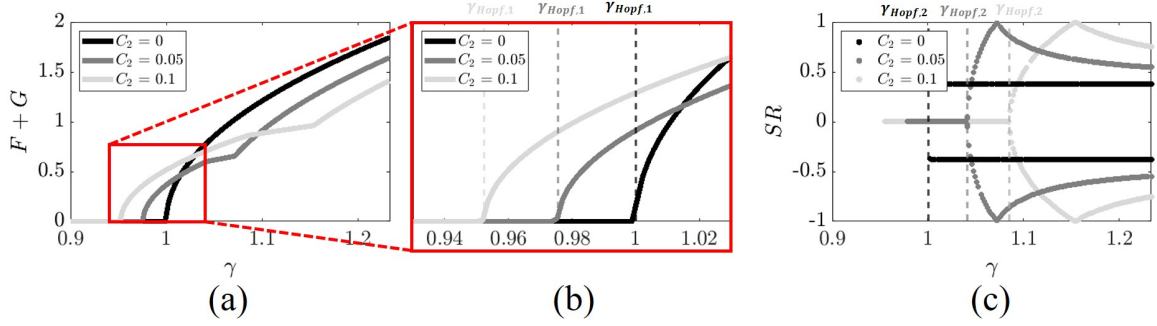 2
1.5
1
0.5
0
F + G
C₂ = 0
C₂ = 0.05
C₂ = 0.1
0.9 1 1.1 1.2
γ
(a)
γHopf,1 γHopf,1 γHopf,1
C₂ = 0
C₂ = 0.05
C₂ = 0.1
0.94 0.96 0.98 1 1.02
γ
(b)
γHopf,2 γHopf,2 γHopf,2
1
0.5
0
-0.5
-1
SR
C₂ = 0
C₂ = 0.05
C₂ = 0.1
0.9 1 1.1 1.2
γ
(c)